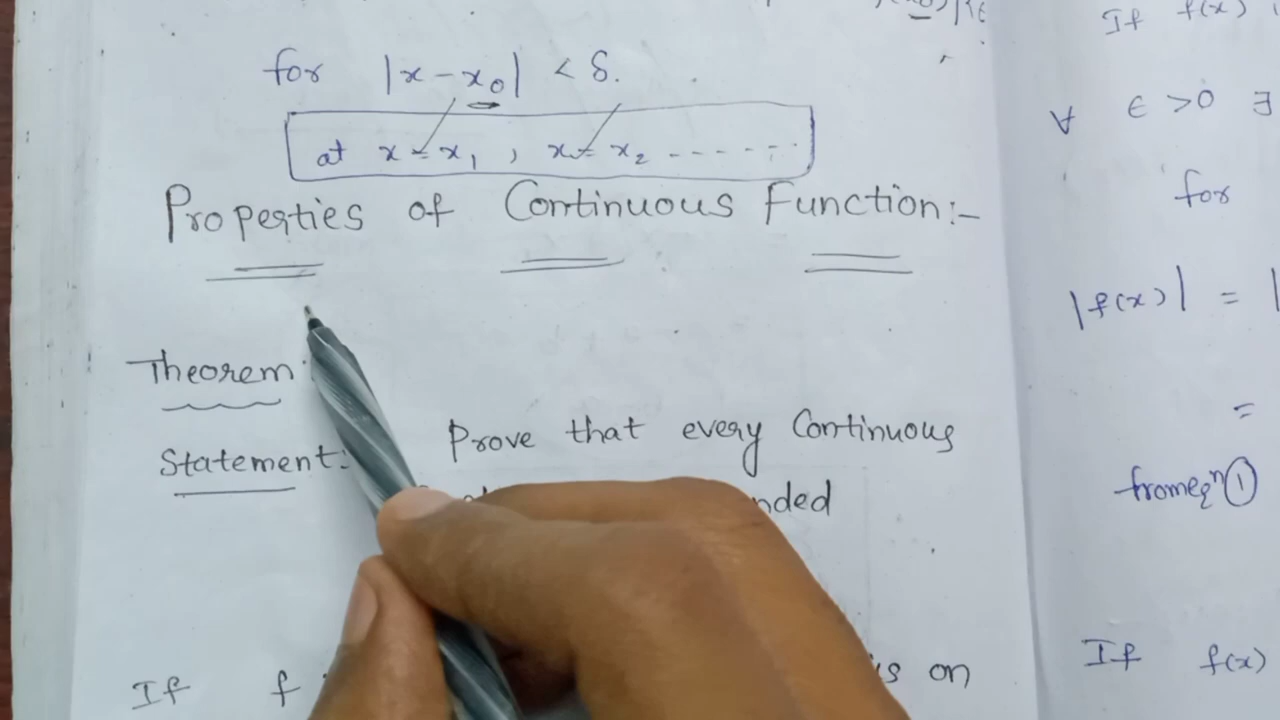 for |x - x₀| < δ.
at x = x₁ , x = x₂ - - - - - -
Properties of Continuous Function:-
Theorem
Statement: Prove that every Continuous
If f
is on
If f(x)
∀ ε > 0 ∃
for
|f(x)| = |
=
from eqⁿ ①
If f(x)